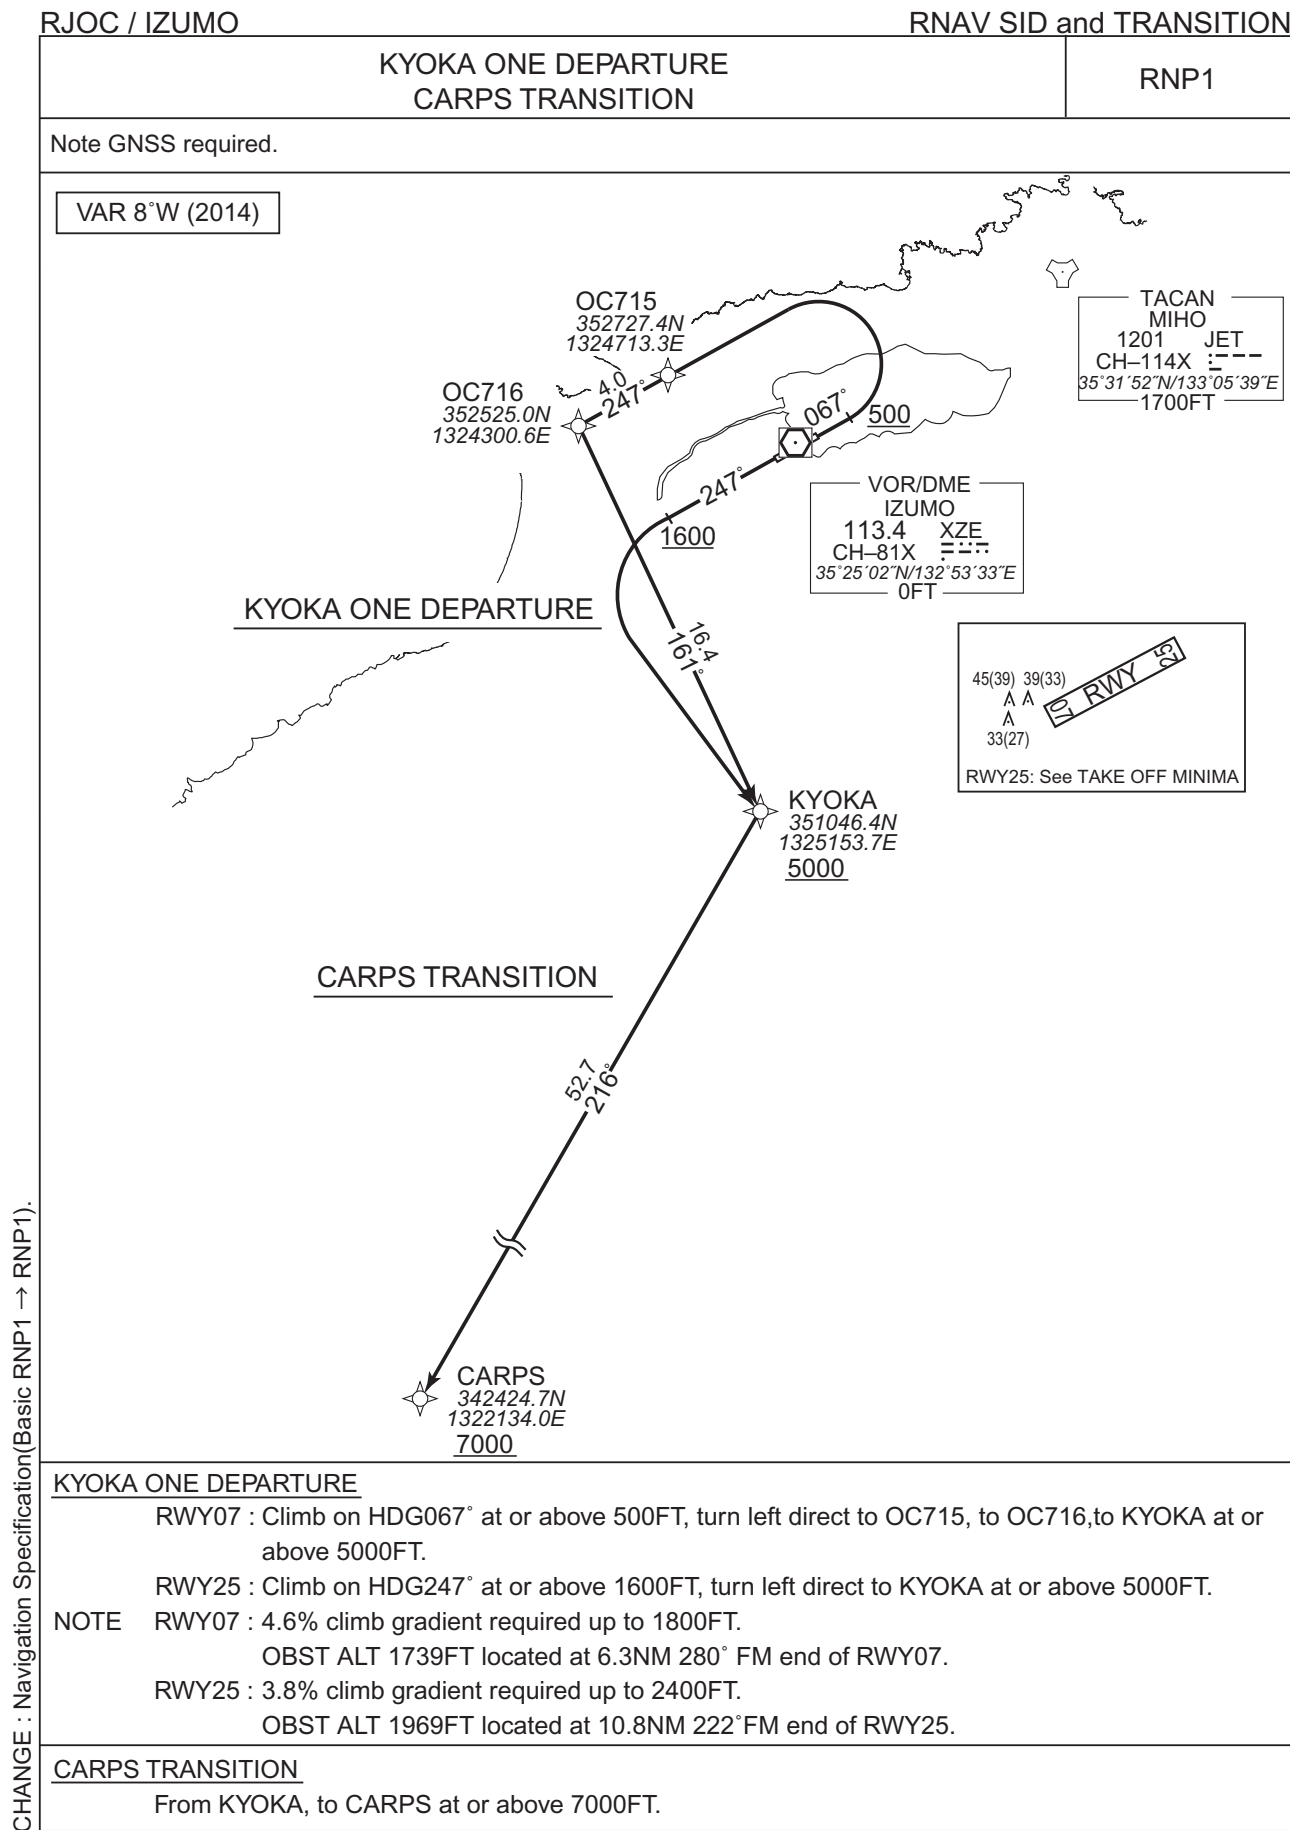 RJOC / IZUMO
RNAV SID and TRANSITION
KYOKA ONE DEPARTURE
CARPS TRANSITION
RNP1
Note GNSS required.
VAR 8˚W (2014)
OC715
352727.4N
1324713.3E
OC716
352525.0N
1324300.6E
4.0
247˚
067˚
500
247˚
1600
TACAN
MIHO
1201 JET
CH–114X
35˚31´52˝N/133˚05´39˝E
1700FT
VOR/DME
IZUMO
113.4 XZE
CH–81X
35˚25´02˝N/132˚53´33˝E
0FT
KYOKA ONE DEPARTURE
16.4
161˚
45(39) 39(33)
33(27)
07 RWY 25
RWY25: See TAKE OFF MINIMA
KYOKA
351046.4N
1325153.7E
5000
CARPS TRANSITION
52.7
216˚
CARPS
342424.7N
1322134.0E
7000
KYOKA ONE DEPARTURE
RWY07 : Climb on HDG067˚ at or above 500FT, turn left direct to OC715, to OC716,to KYOKA at or
above 5000FT.
RWY25 : Climb on HDG247˚ at or above 1600FT, turn left direct to KYOKA at or above 5000FT.
NOTE RWY07 : 4.6% climb gradient required up to 1800FT.
OBST ALT 1739FT located at 6.3NM 280˚ FM end of RWY07.
RWY25 : 3.8% climb gradient required up to 2400FT.
OBST ALT 1969FT located at 10.8NM 222˚FM end of RWY25.
CARPS TRANSITION
From KYOKA, to CARPS at or above 7000FT.
CHANGE : Navigation Specification(Basic RNP1 → RNP1).